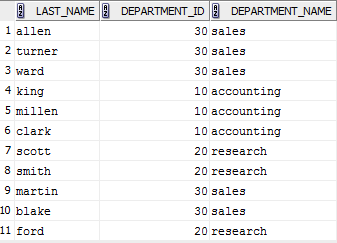 LAST_NAME DEPARTMENT_ID DEPARTMENT_NAME
1 allen 30 sales
2 turner 30 sales
3 ward 30 sales
4 king 10 accounting
5 millen 10 accounting
6 clark 10 accounting
7 scott 20 research
8 smith 20 research
9 martin 30 sales
10 blake 30 sales
11 ford 20 research